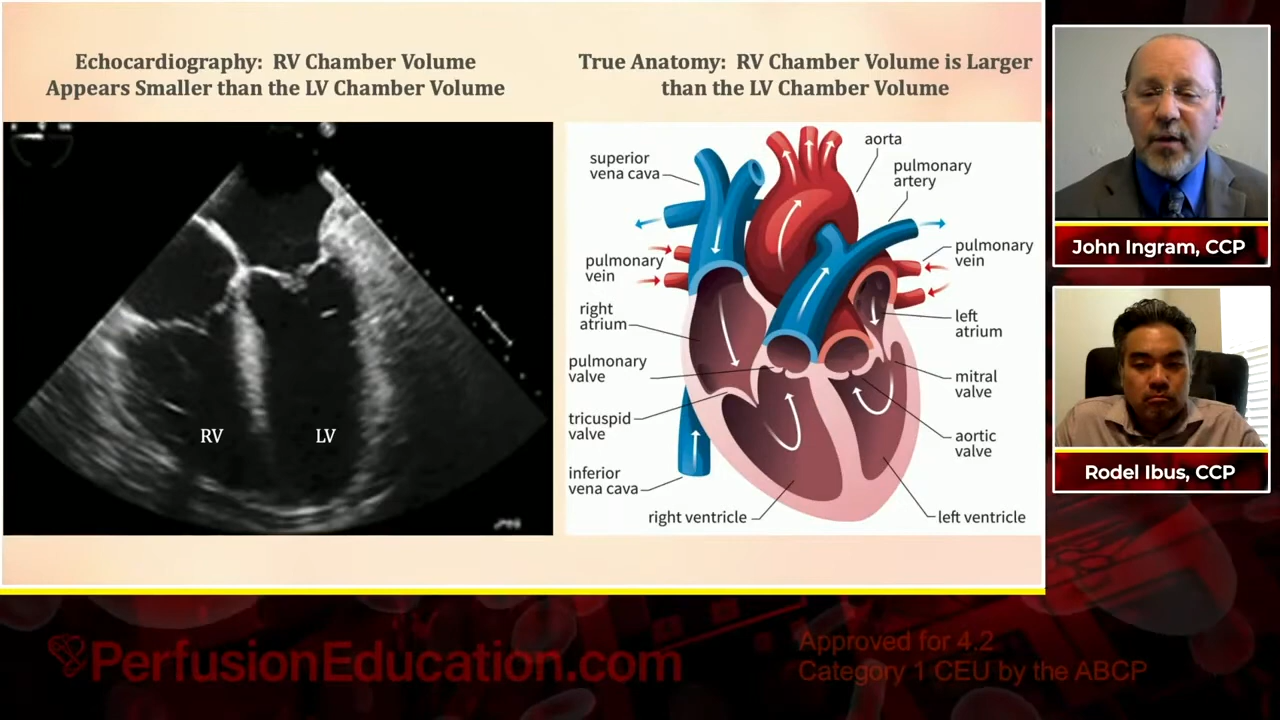 Echocardiography: RV Chamber Volume
Appears Smaller than the LV Chamber Volume
True Anatomy: RV Chamber Volume is Larger
than the LV Chamber Volume
RV
LV
superior
vena cava
aorta
pulmonary
artery
pulmonary
vein
pulmonary
vein
right
atrium
left
atrium
pulmonary
valve
mitral
valve
tricuspid
valve
aortic
valve
inferior
vena cava
right ventricle
left ventricle
John Ingram, CCP
Rodel Ibus, CCP
PerfusionEducation.com
Approved for 4.2
Category 1 CEU by the ABCP